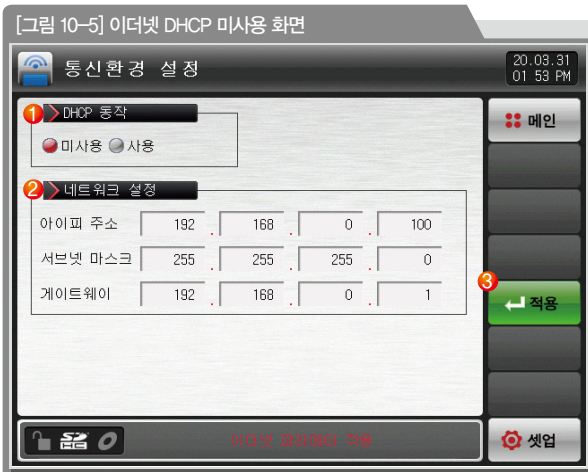 [그림 10-5] 이더넷 DHCP 미사용 화면
통신환경 설정
20.03.31
01 53 PM
1 DHCP 동작
미사용 사용
메인
2 네트워크 설정
아이피 주소 192 . 168 . 0 . 100
서브넷 마스크 255 . 255 . 255 . 0
게이트웨이 192 . 168 . 0 . 1
3
적용
셋업